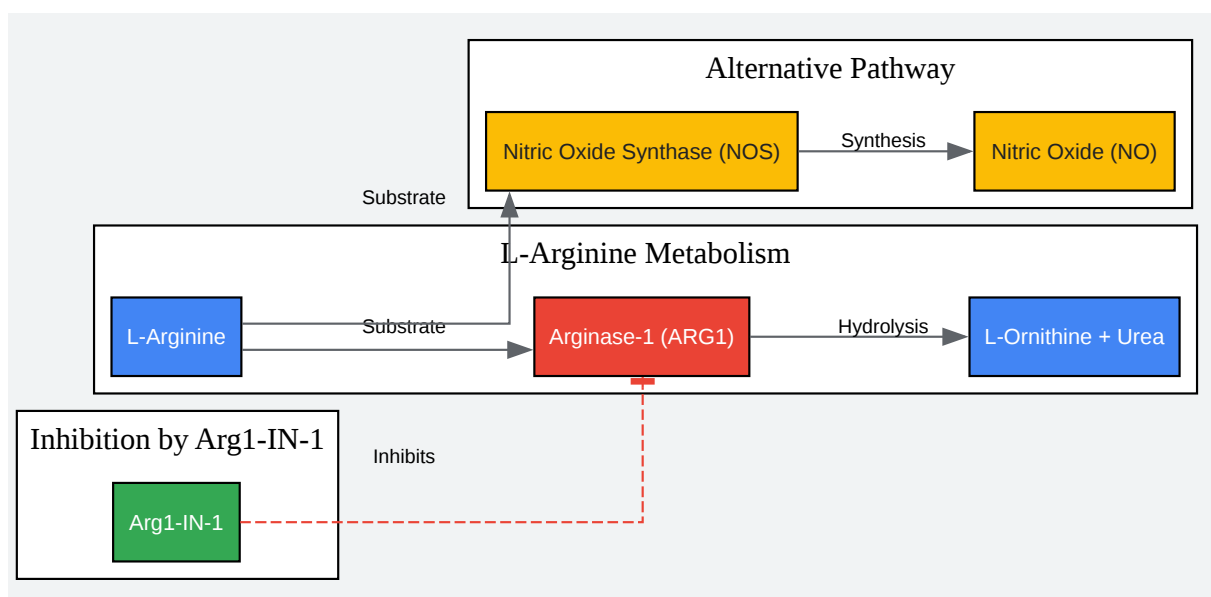 Alternative Pathway
Nitric Oxide Synthase (NOS)
Synthesis
Nitric Oxide (NO)
Substrate
L-Arginine Metabolism
L-Arginine
Substrate
Arginase-1 (ARG1)
Hydrolysis
L-Ornithine + Urea
Inhibition by Arg1-IN-1
Inhibits
Arg1-IN-1